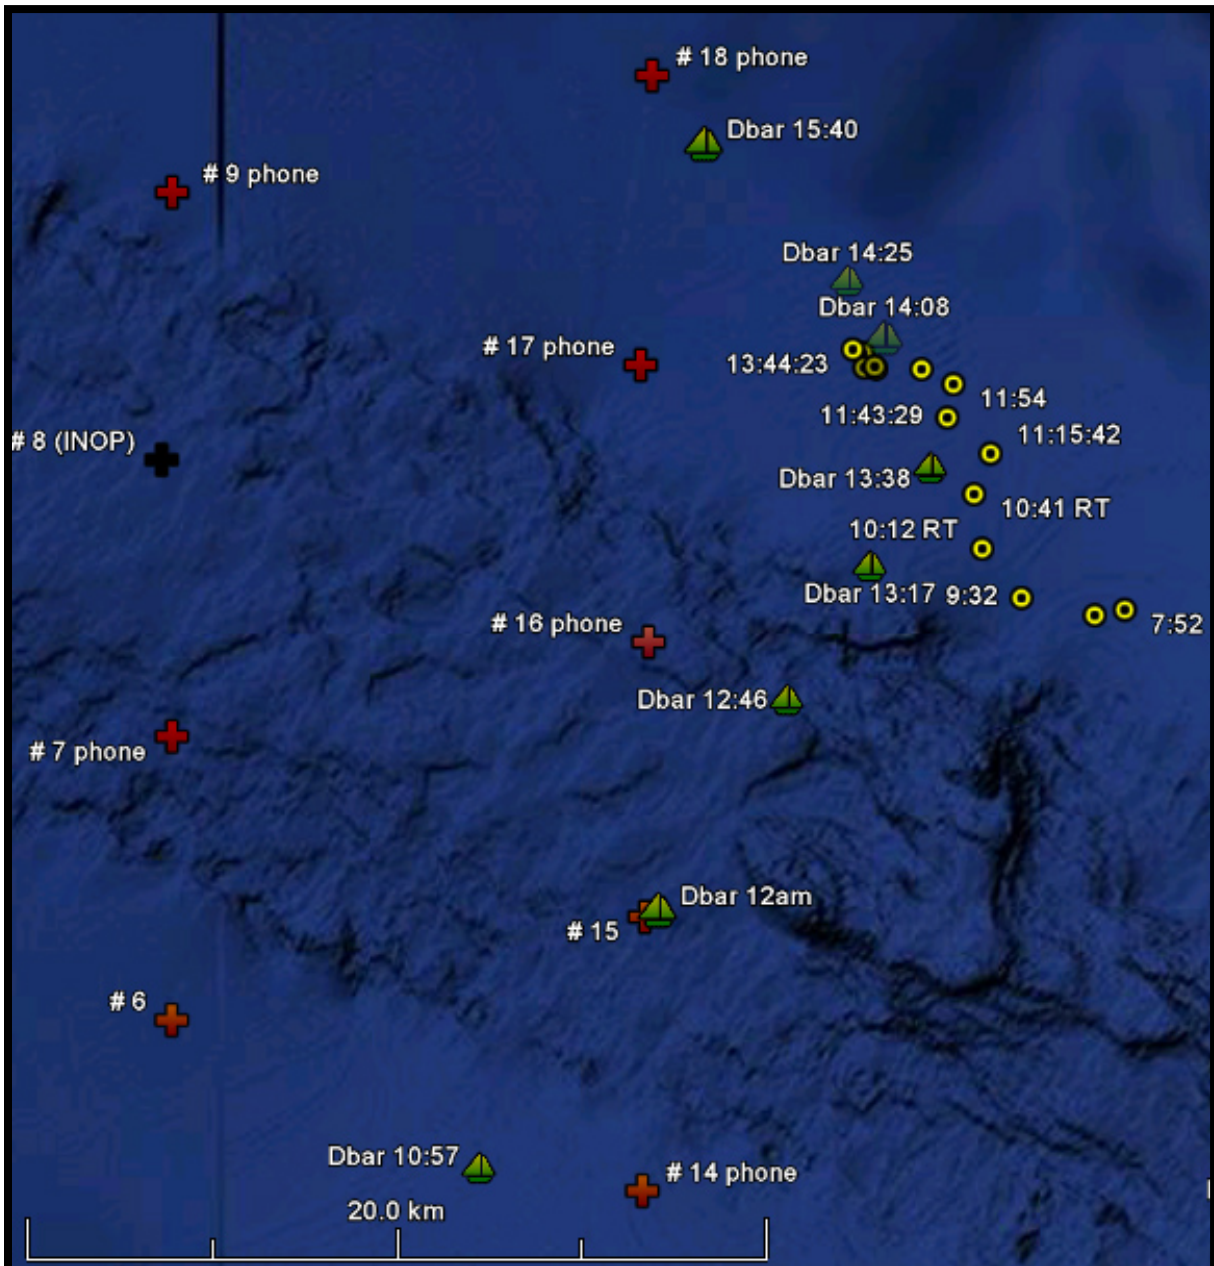 # 18 phone
Dbar 15:40
# 9 phone
Dbar 14:25
Dbar 14:08
# 17 phone
13:44:23
11:54
11:43:29
11:15:42
# 8 (INOP)
Dbar 13:38
10:41 RT
10:12 RT
Dbar 13:17
9:32
7:52
# 16 phone
Dbar 12:46
# 7 phone
Dbar 12am
# 15
# 6
Dbar 10:57
# 14 phone
20.0 km